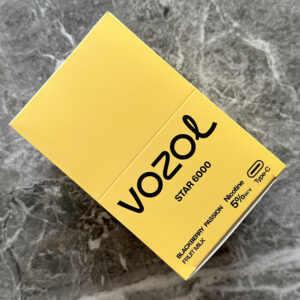 VOZOL
STAR 6000
BLACKBERRY PASSION
FRUIT MILK
Nicotine
5%
Type-C